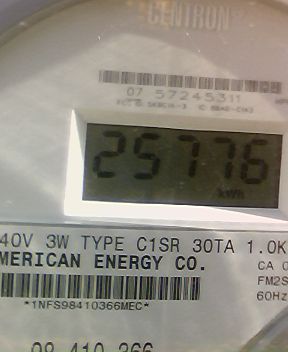 CENTRON
07 57245311
25776
kWh
40V 3W TYPE C1SR 30TA 1.0K
MERICAN ENERGY CO.
CA 0
FM2S
60Hz
*1NFS98410366MEC*
98 410 366